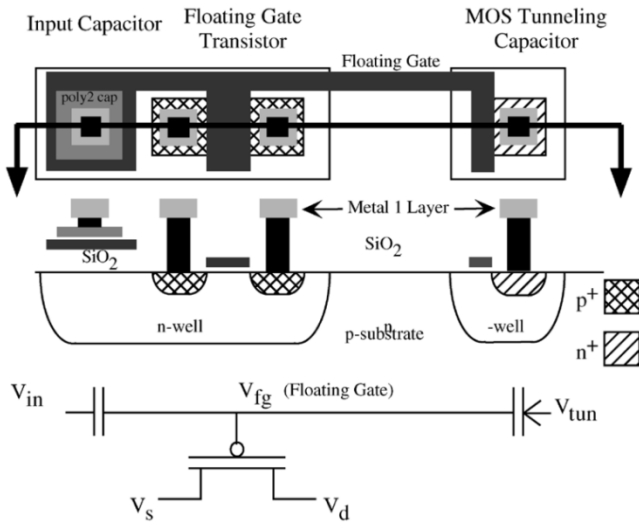 Input Capacitor
Floating Gate
Transistor
MOS Tunneling
Capacitor
Floating Gate
poly2 cap
Metal 1 Layer
SiO2
SiO2
n-well
p-substrate
n
-well
p+
n+
Vin
Vfg (Floating Gate)
Vtun
Vs
Vd